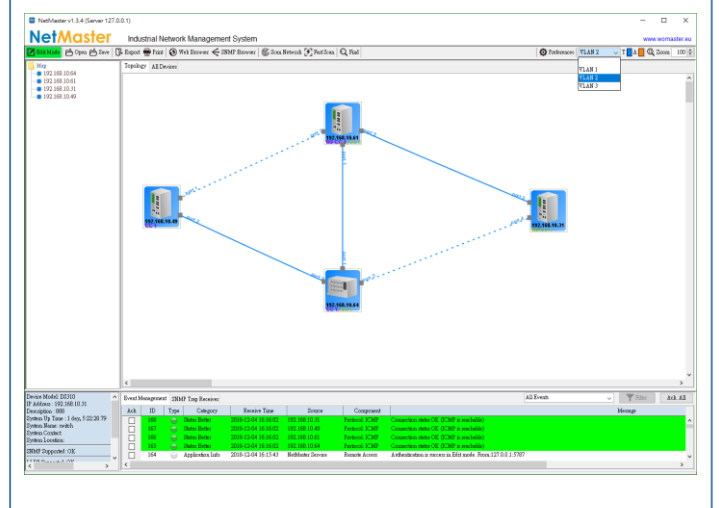 NetMaster v1.3.4 (Server 127.0.0.1)
NetMaster Industrial Network Management System www.womaster.eu
Edit Mode Open Save Export Print Web Browser SNMP Browser Scan Network PortScan Find Preferences VLAN 2 T A Zoom 100
VLAN 1
VLAN 2
VLAN 3
Map
192.168.10.64
192.168.10.61
192.168.10.31
192.168.10.49
Topology All Devices
192.168.10.61
192.168.10.49
192.168.10.31
192.168.10.64
Device Model: DS310
IP Address : 192.168.10.31
Description : 888
System Up Time : 1 day, 5:22:20.79
System Name: switch
System Contact:
System Location:
SNMP Supported: OK
Event Management SNMP Trap Receiver All Events Filter Ack. All
Ack ID Type Category Receive Time Source Component Message
168 Status Better 2018-12-04 16:16:02 192.168.10.31 Protocol: ICMP Connection status OK. (ICMP is reachable)
167 Status Better 2018-12-04 16:16:02 192.168.10.49 Protocol: ICMP Connection status OK. (ICMP is reachable)
166 Status Better 2018-12-04 16:16:02 192.168.10.61 Protocol: ICMP Connection status OK. (ICMP is reachable)
165 Status Better 2018-12-04 16:16:02 192.168.10.64 Protocol: ICMP Connection status OK. (ICMP is reachable)
164 Application Info 2018-12-04 16:15:43 NetMaster Service Remote Access Authentication is success in Edit mode. From:127.0.0.1:5767